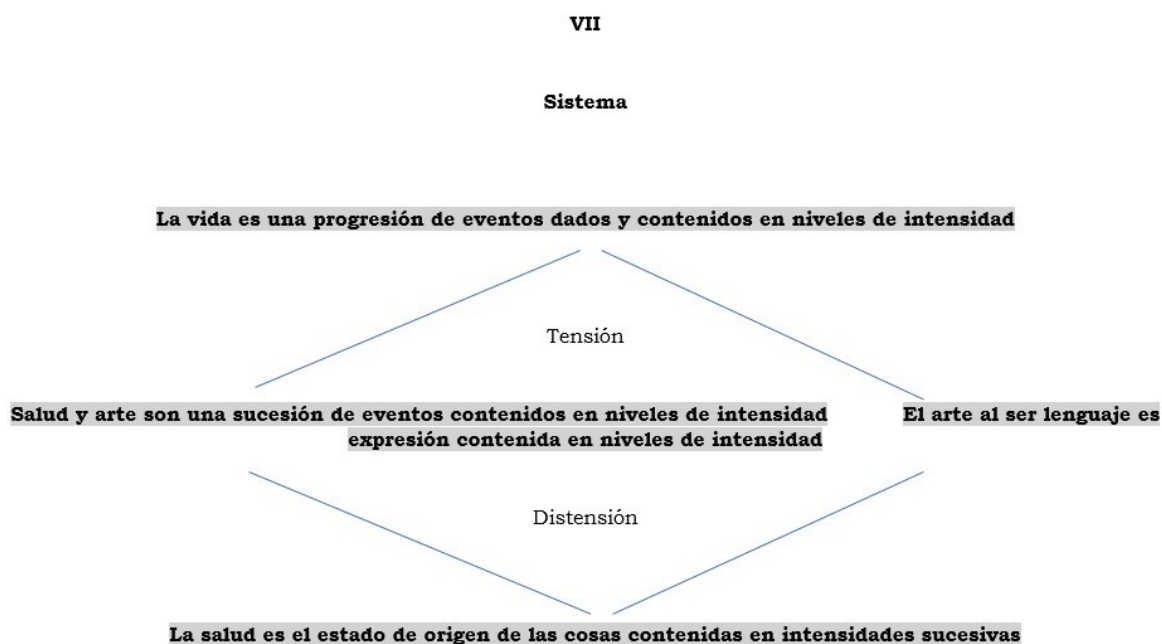 VII
Sistema
La vida es una progresión de eventos dados y contenidos en niveles de intensidad
Tensión
Salud y arte son una sucesión de eventos contenidos en niveles de intensidad El arte al ser lenguaje es
expresión contenida en niveles de intensidad
Distensión
La salud es el estado de origen de las cosas contenidas en intensidades sucesivas